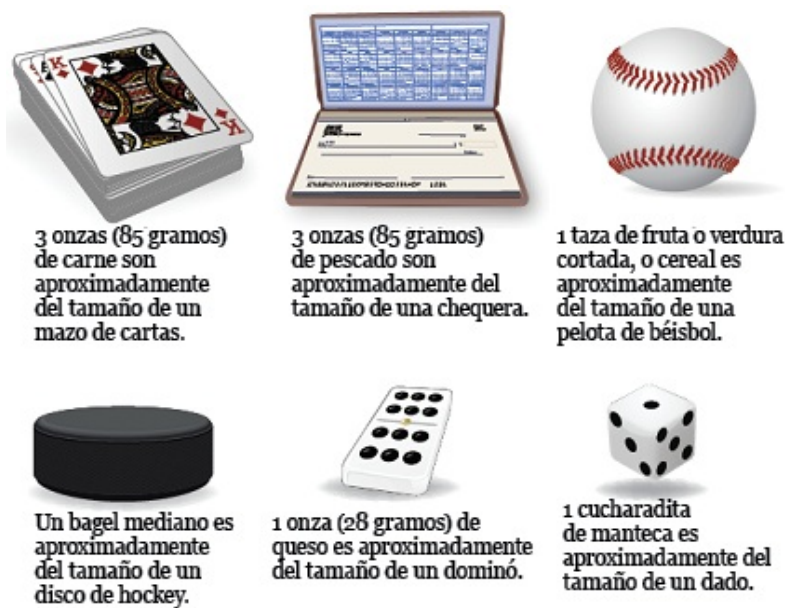 3 onzas (85 gramos)
de carne son
aproximadamente
del tamaño de un
mazo de cartas.
3 onzas (85 gramos)
de pescado son
aproximadamente del
tamaño de una chequera.
1 taza de fruta o verdura
cortada, o cereal es
aproximadamente
del tamaño de una
pelota de béisbol.
Un bagel mediano es
aproximadamente
del tamaño de un
disco de hockey.
1 onza (28 gramos) de
queso es aproximadamente
del tamaño de un dominó.
1 cucharadita
de manteca es
aproximadamente del
tamaño de un dado.
K
K